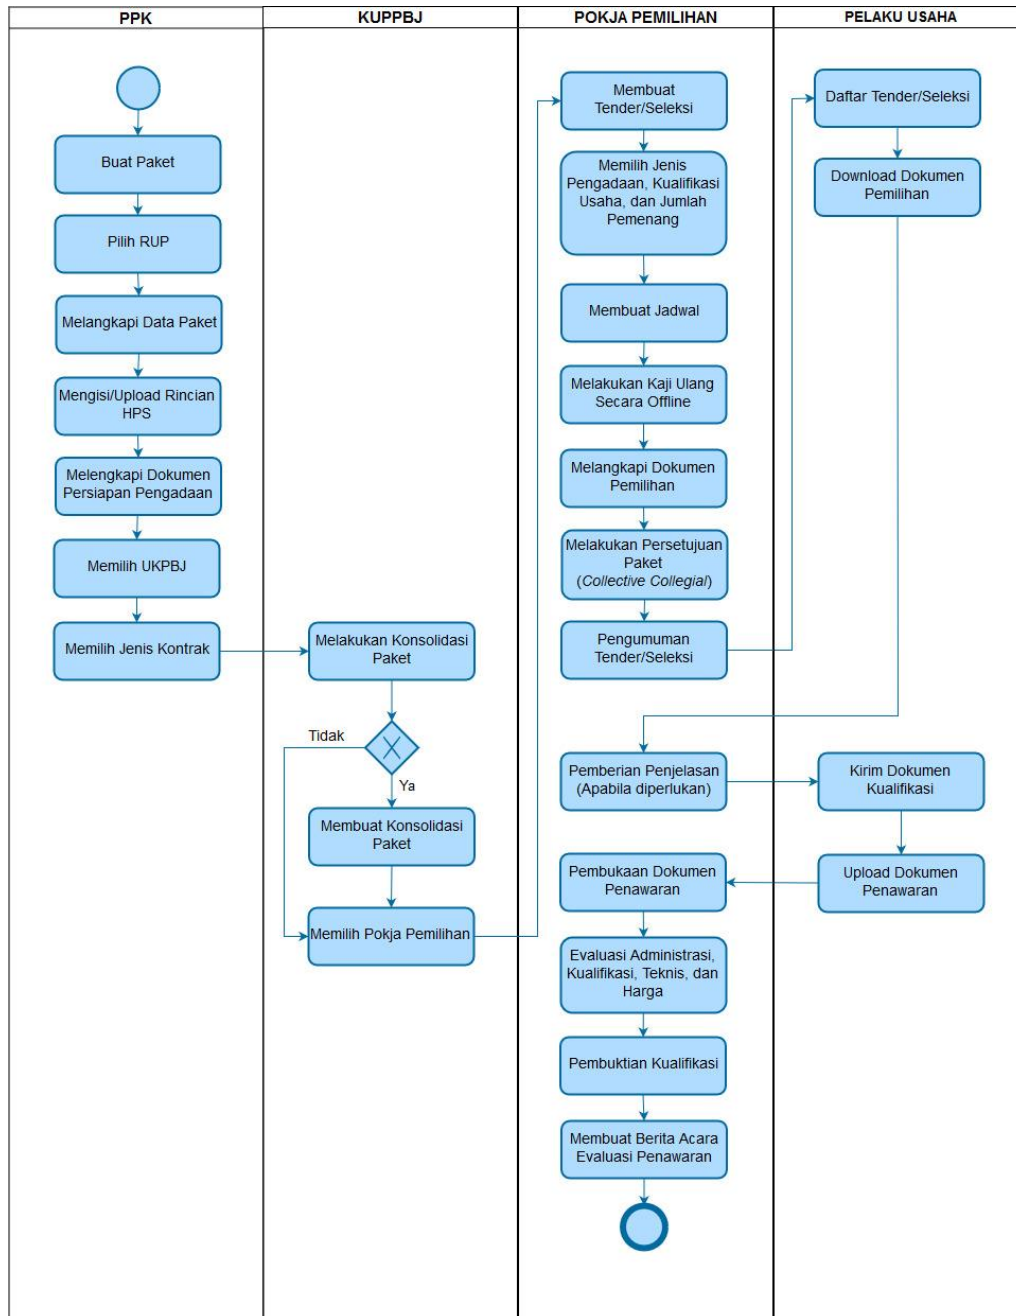 PPK
KUPPBJ
POKJA PEMILIHAN
PELAKU USAHA
Buat Paket
Pilih RUP
Melangkapi Data Paket
Mengisi/Upload Rincian
HPS
Melengkapi Dokumen
Persiapan Pengadaan
Memilih UKPBJ
Memilih Jenis Kontrak
Melakukan Konsolidasi
Paket
Tidak
Ya
Membuat Konsolidasi
Paket
Memilih Pokja Pemilihan
Membuat
Tender/Seleksi
Memilih Jenis
Pengadaan, Kualifikasi
Usaha, dan Jumlah
Pemenang
Membuat Jadwal
Melakukan Kaji Ulang
Secara Offline
Melangkapi Dokumen
Pemilihan
Melakukan Persetujuan
Paket
(Collective Collegial)
Pengumuman
Tender/Seleksi
Daftar Tender/Seleksi
Download Dokumen
Pemilihan
Pemberian Penjelasan
(Apabila diperlukan)
Kirim Dokumen
Kualifikasi
Upload Dokumen
Penawaran
Pembukaan Dokumen
Penawaran
Evaluasi Administrasi,
Kualifikasi, Teknis, dan
Harga
Pembuktian Kualifikasi
Membuat Berita Acara
Evaluasi Penawaran